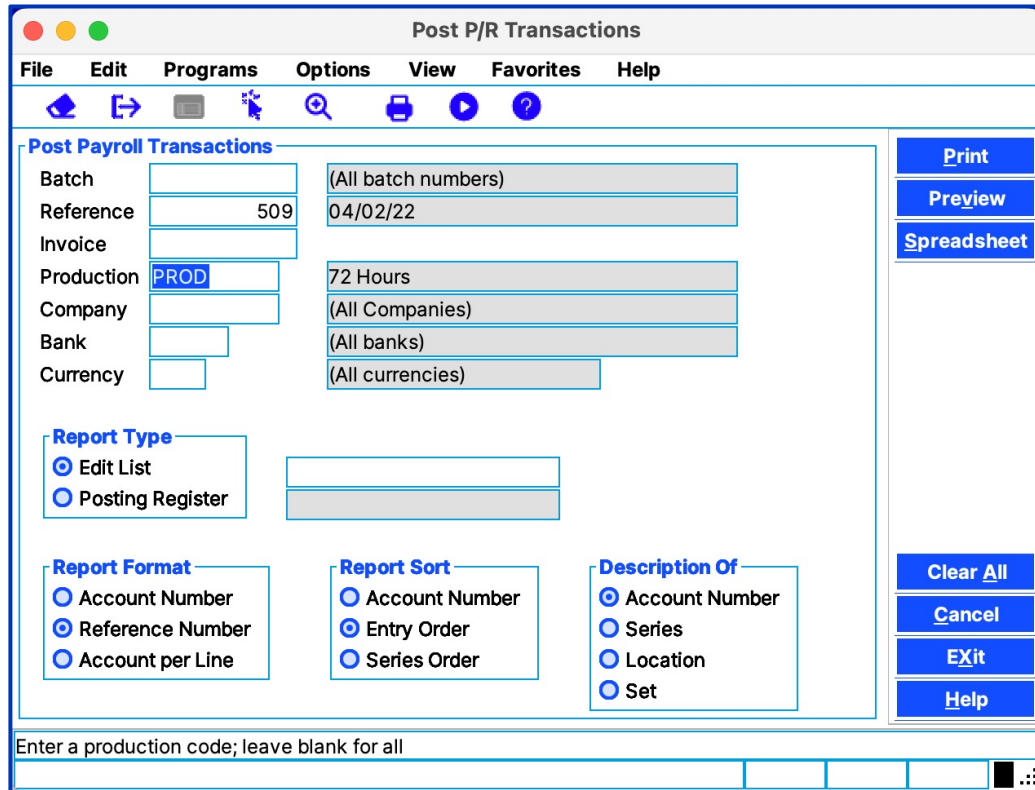 Post P/R Transactions
File Edit Programs Options View Favorites Help
Post Payroll Transactions
Batch (All batch numbers)
Reference 509 04/02/22
Invoice
Production PROD 72 Hours
Company (All Companies)
Bank (All banks)
Currency (All currencies)
Report Type
Edit List
Posting Register
Report Format
Account Number
Reference Number
Account per Line
Report Sort
Account Number
Entry Order
Series Order
Description Of
Account Number
Series
Location
Set
Print
Preview
Spreadsheet
Clear All
Cancel
EXit
Help
Enter a production code; leave blank for all